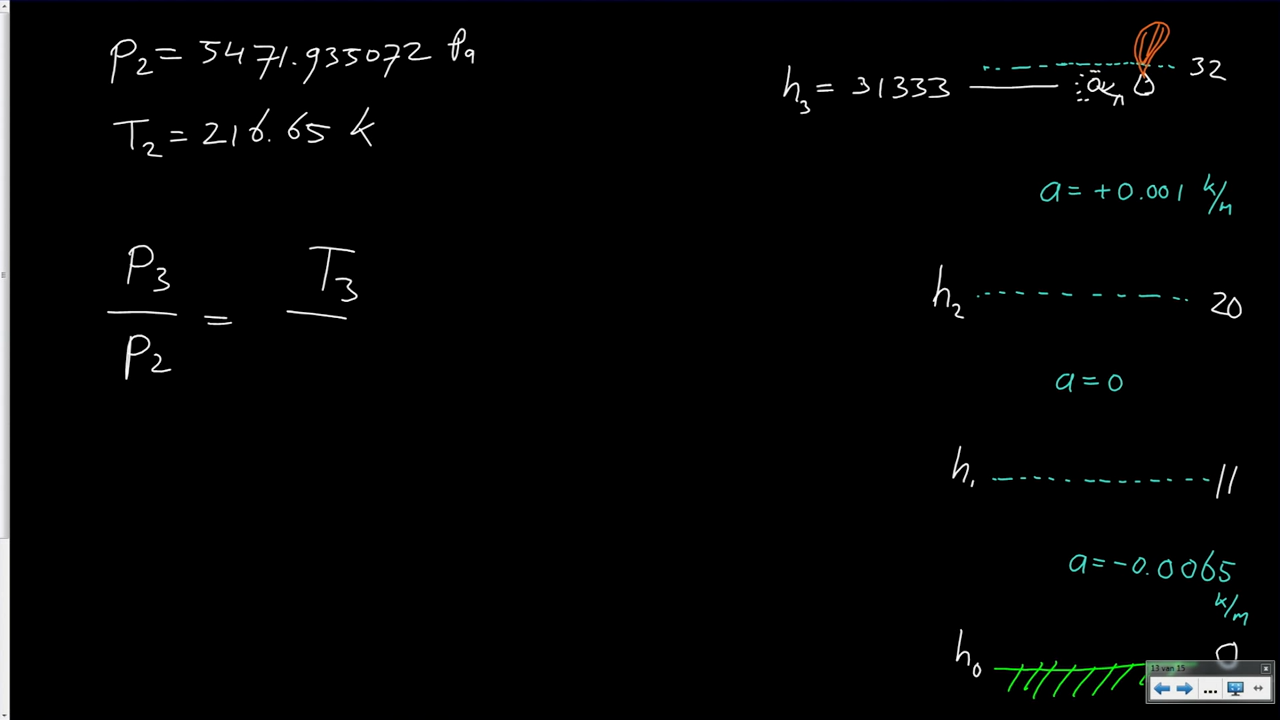 P2 = 5471.935072 Pa
T2 = 216.65 K
P3 / P2 = T3
h3 = 31333
32
a = +0.001 K/m
h2 20
a = 0
h1 11
a = -0.0065 K/m
h0 0
13 van 15